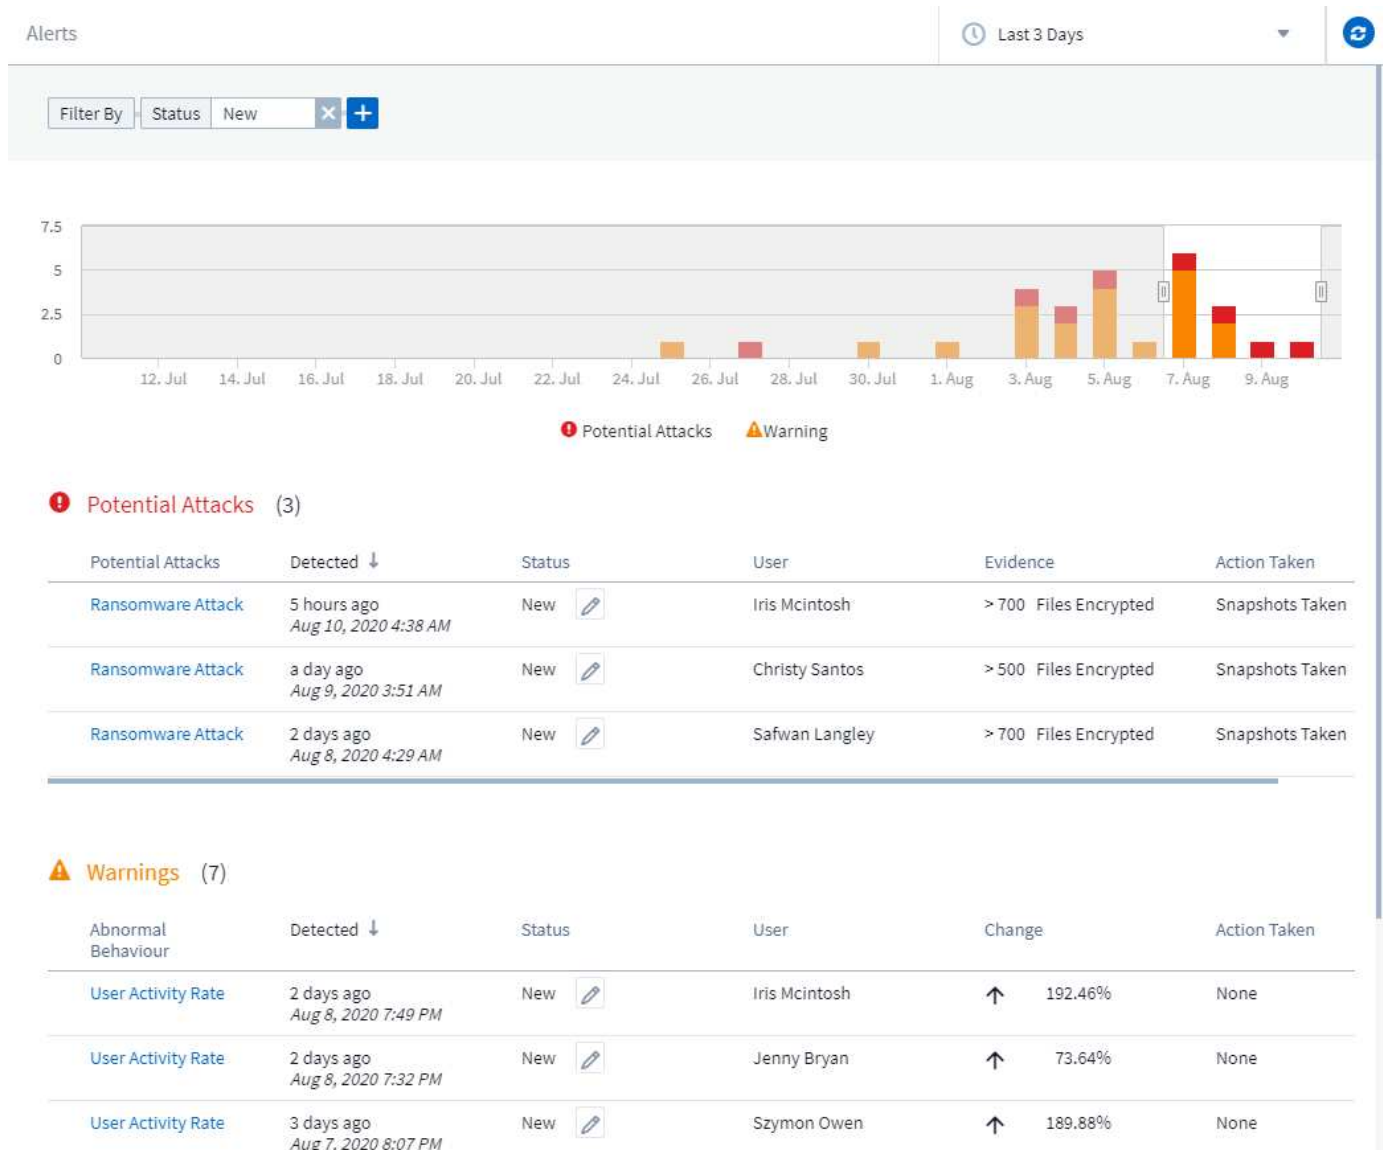 Alerts
Last 3 Days
Filter By Status New
7.5
5
2.5
0
12. Jul 14. Jul 16. Jul 18. Jul 20. Jul 22. Jul 24. Jul 26. Jul 28. Jul 30. Jul 1. Aug 3. Aug 5. Aug 7. Aug 9. Aug
Potential Attacks Warning
Potential Attacks (3)
Potential Attacks Detected Status User Evidence Action Taken
Ransomware Attack 5 hours ago New Iris Mcintosh > 700 Files Encrypted Snapshots Taken
Aug 10, 2020 4:38 AM
Ransomware Attack a day ago New Christy Santos > 500 Files Encrypted Snapshots Taken
Aug 9, 2020 3:51 AM
Ransomware Attack 2 days ago New Safwan Langley > 700 Files Encrypted Snapshots Taken
Aug 8, 2020 4:29 AM
Warnings (7)
Abnormal Detected Status User Change Action Taken
Behaviour
User Activity Rate 2 days ago New Iris Mcintosh 192.46% None
Aug 8, 2020 7:49 PM
User Activity Rate 2 days ago New Jenny Bryan 73.64% None
Aug 8, 2020 7:32 PM
User Activity Rate 3 days ago New Szymon Owen 189.88% None
Aug 7, 2020 8:07 PM